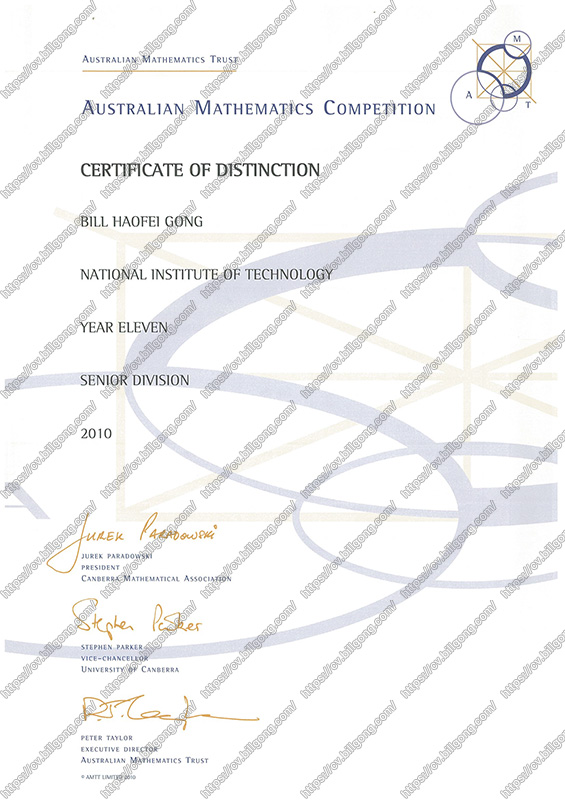 AUSTRALIAN MATHEMATICS TRUST
M
A
T
AUSTRALIAN MATHEMATICS COMPETITION
CERTIFICATE OF DISTINCTION
BILL HAOFEI GONG
NATIONAL INSTITUTE OF TECHNOLOGY
YEAR ELEVEN
SENIOR DIVISION
2010
JUREK PARADOWSKI
JUREK PARADOWSKI
PRESIDENT
CANBERRA MATHEMATICAL ASSOCIATION
Stephen Parker
STEPHEN PARKER
VICE-CHANCELLOR
UNIVERSITY OF CANBERRA
PETER TAYLOR
EXECUTIVE DIRECTOR
AUSTRALIAN MATHEMATICS TRUST
© AMTT LIMITED 2010
https://cv.billgong.com/